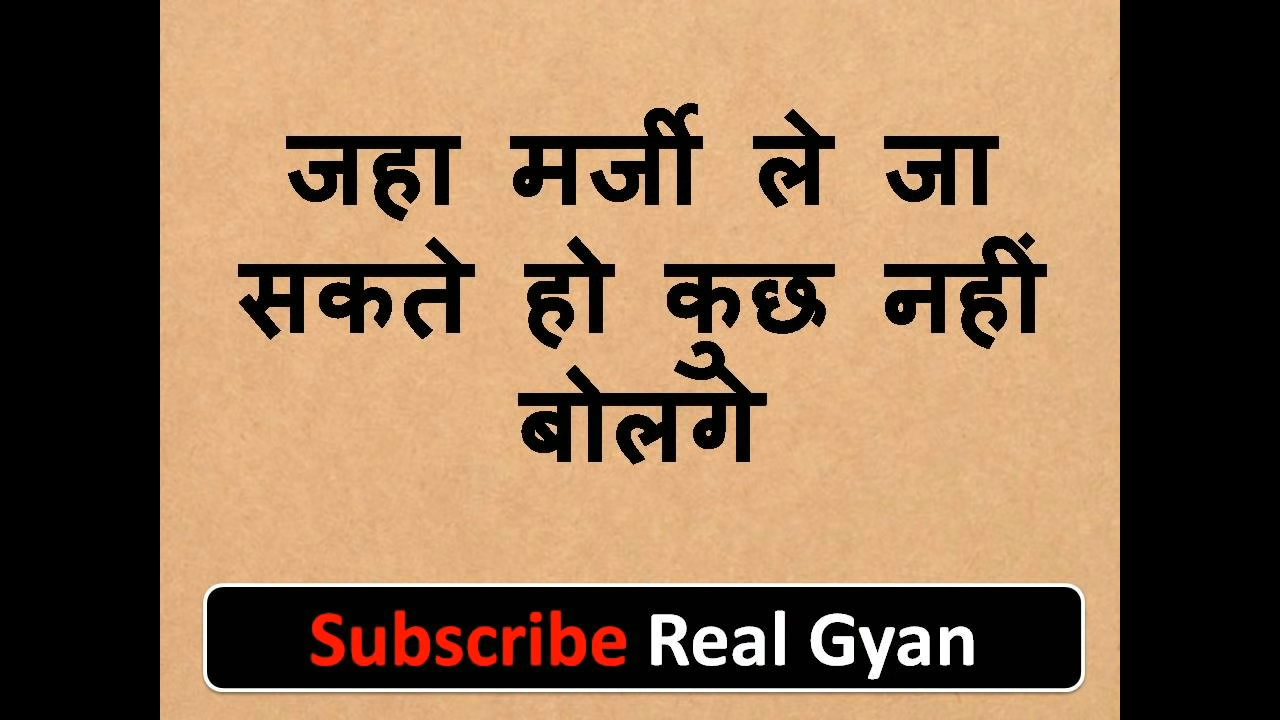 जहा मर्जी ले जा
सकते हो कुछ नहीं
बोलगे
Subscribe Real Gyan